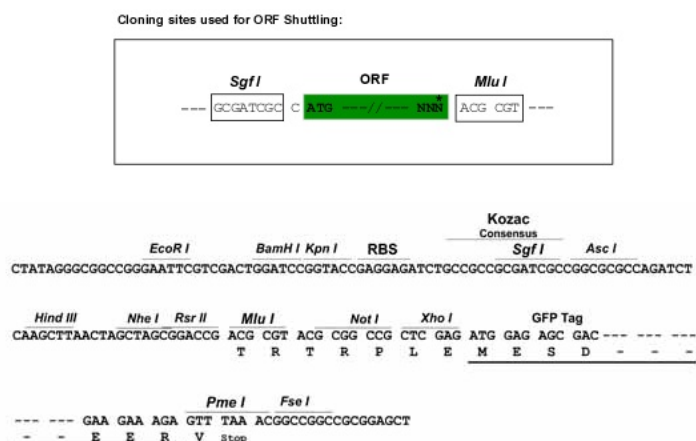 Cloning sites used for ORF Shuttling:
Sgf I ORF Mlu I
--- GCGATCGC C ATG ---//--- NNN* ACG CGT ---
Kozac
Consensus
EcoR I BamH I Kpn I RBS Sgf I Asc I
CTATAGGGCGGCCGGGAATTCGTCGACTGGATCCGGTACCGAGGAGATCTGCCGCCGCGATCGCCGGCGCGCCAGATCT
Hind III Nhe I Rsr II Mlu I Not I Xho I GFP Tag
CAAGCTTAACTAGCTAGCGGACCG ACG CGT ACG CGG CCG CTC GAG ATG GAG AGC GAC--- --- ---
T R T R P L E M E S D - - -
Pme I Fse I
--- --- GAA GAA AGA GTT TAA ACGGCCGGCCGCGGAGCT
- - E E R V Stop